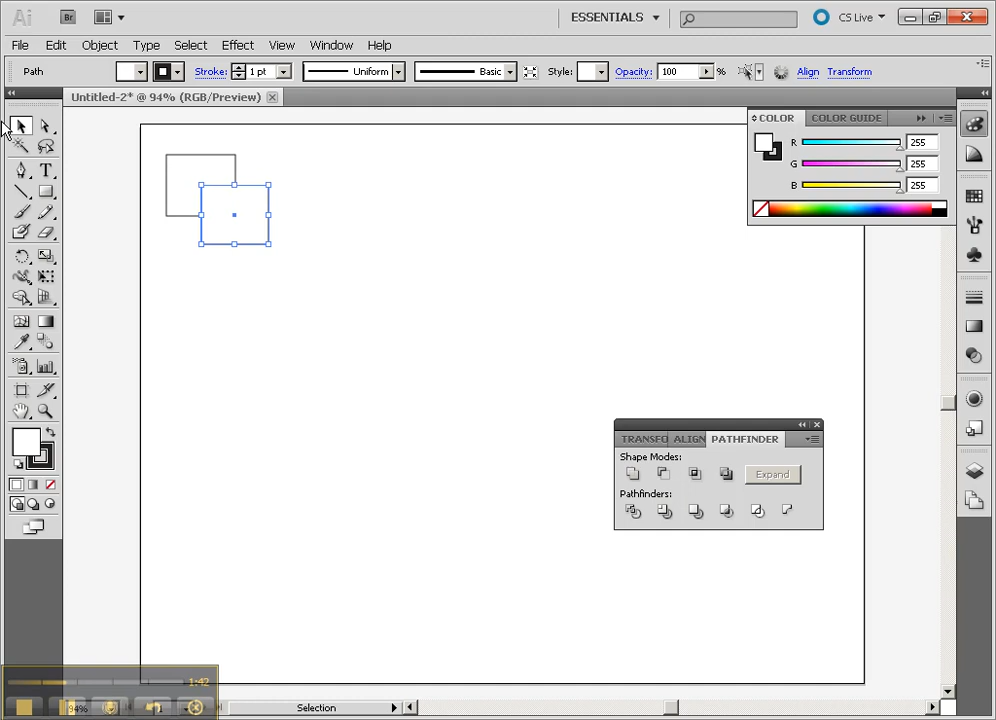 Ai Br ESSENTIALS CS Live
File Edit Object Type Select Effect View Window Help
Path Stroke: 1 pt Uniform Basic Style: Opacity: 100 % Align Transform
Untitled-2* @ 94% (RGB/Preview)
COLOR COLOR GUIDE
R 255
G 255
B 255
T
TRANSFO ALIGN PATHFINDER
Shape Modes:
Expand
Pathfinders:
1:42
94% 1 Selection